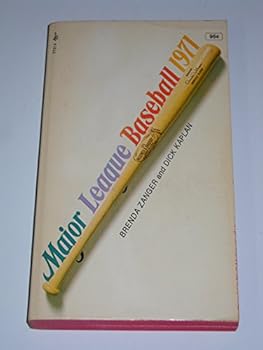 95¢
Major League Baseball 1971
BRENDA ZANGER and DICK KAPLAN